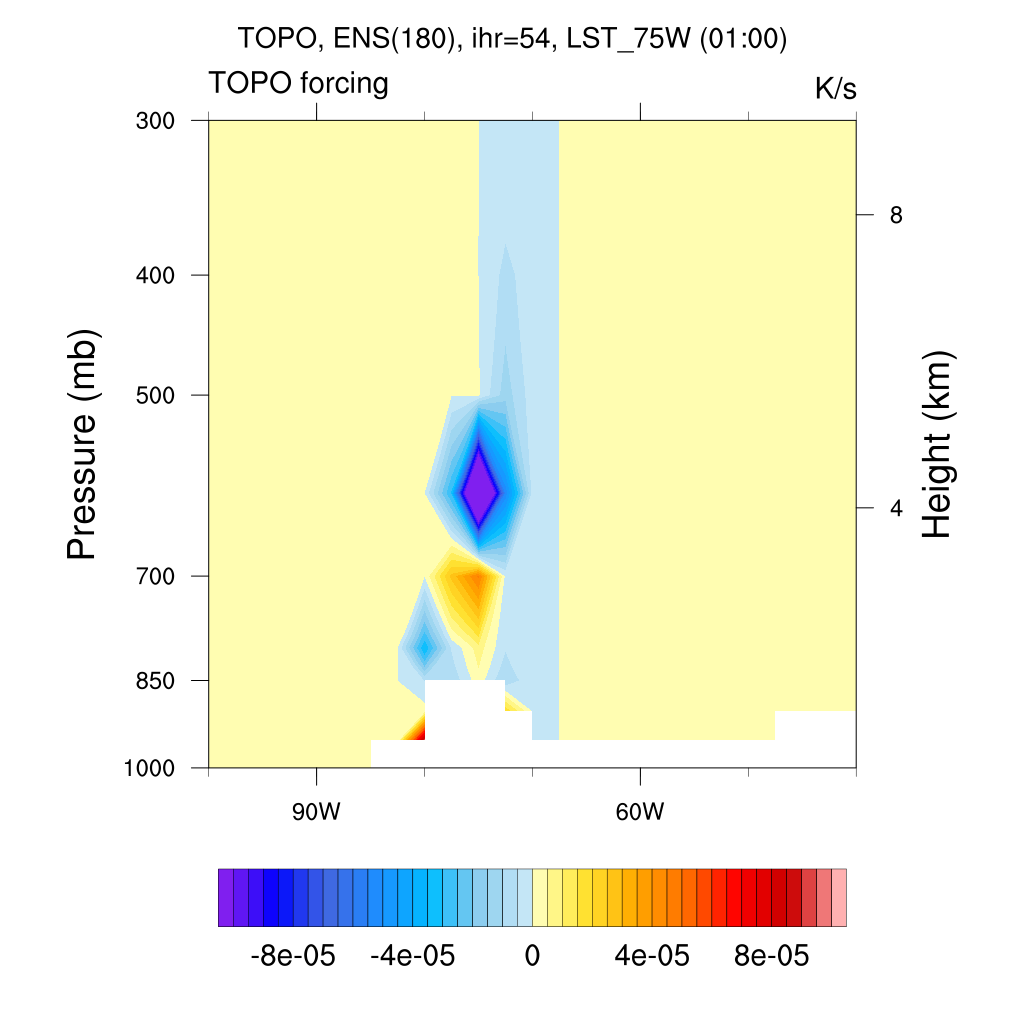 TOPO, ENS(180), ihr=54, LST_75W (01:00)
TOPO forcing
K/s
300
400
500
700
850
1000
Pressure (mb)
8
4
Height (km)
90W
60W
-8e-05
-4e-05
0
4e-05
8e-05